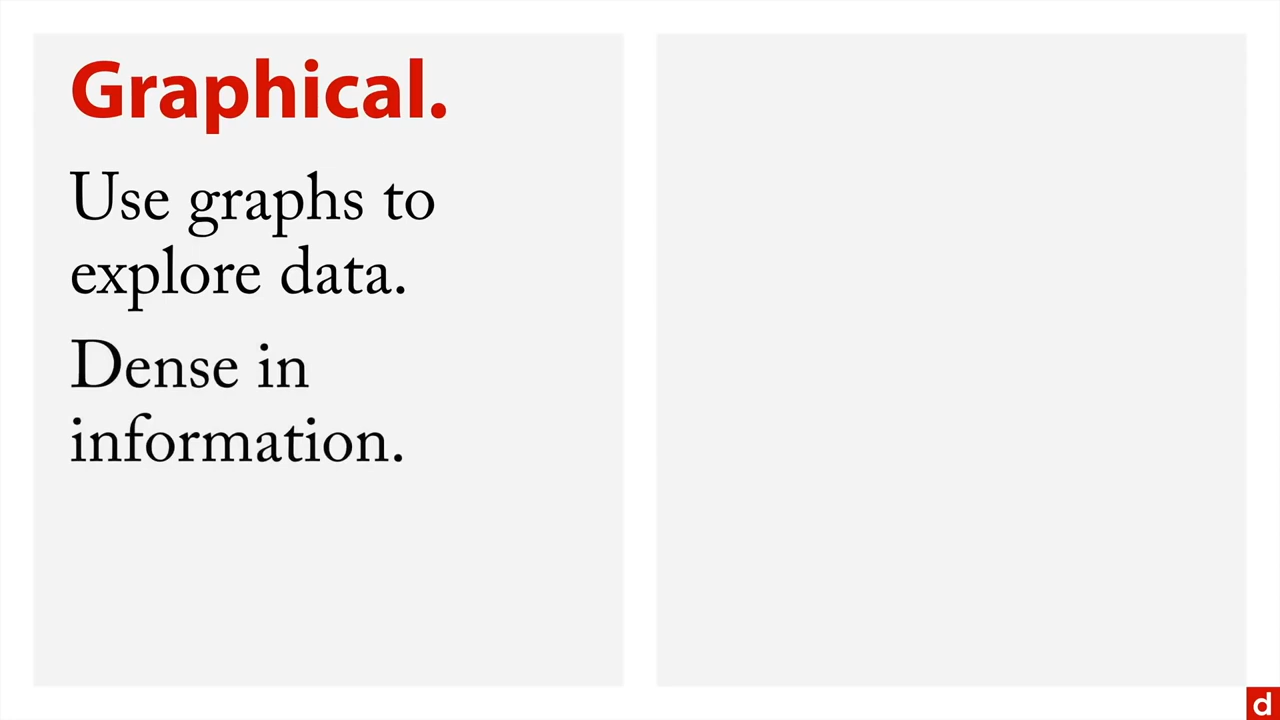 Graphical.
Use graphs to
explore data.
Dense in
information.
d